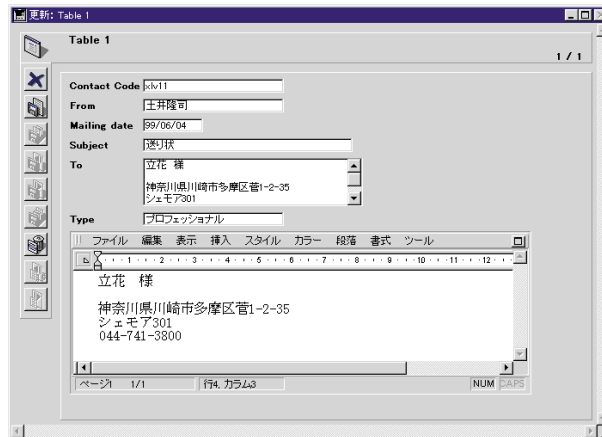 更新: Table 1
Table 1
1 / 1
Contact Code xlv11
From 土井隆司
Mailing date 99/06/04
Subject 送り状
To 立花 様
神奈川県川崎市多摩区菅1-2-35
シェモア301
Type プロフェッショナル
ファイル 編集 表示 挿入 スタイル カラー 段落 書式 ツール
1 2 3 4 5 6 7 8 9 10 11 12
立花 様
神奈川県川崎市多摩区菅1-2-35
シェモア301
044-741-3800
ページ1 1/1 行4, カラム3 NUM CAPS